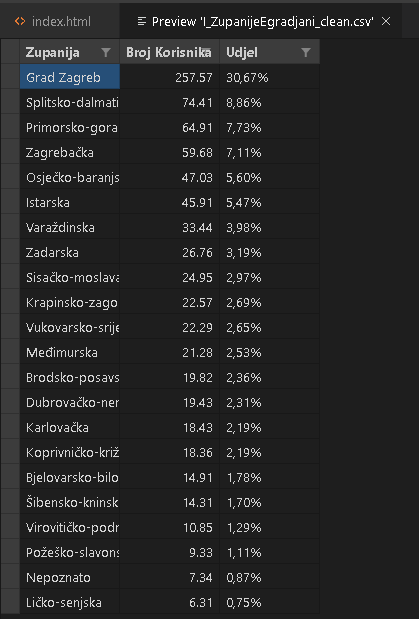 index.html Preview 'I_ZupanijeEgradjani_clean.csv'
Zupanija Broj Korisnika Udjel
Grad Zagreb 257.57 30,67%
Splitsko-dalmati 74.41 8,86%
Primorsko-gora 64.91 7,73%
Zagrebačka 59.68 7,11%
Osječko-baranjs 47.03 5,60%
Istarska 45.91 5,47%
Varaždinska 33.44 3,98%
Zadarska 26.76 3,19%
Sisačko-moslava 24.95 2,97%
Krapinsko-zago 22.57 2,69%
Vukovarsko-srije 22.29 2,65%
Međimurska 21.28 2,53%
Brodsko-posavs 19.82 2,36%
Dubrovačko-ner 19.43 2,31%
Karlovačka 18.43 2,19%
Koprivničko-križ 18.36 2,19%
Bjelovarsko-bilo 14.91 1,78%
Šibensko-kninsk 14.31 1,70%
Virovitičko-podr 10.85 1,29%
Požeško-slavons 9.33 1,11%
Nepoznato 7.34 0,87%
Ličko-senjska 6.31 0,75%